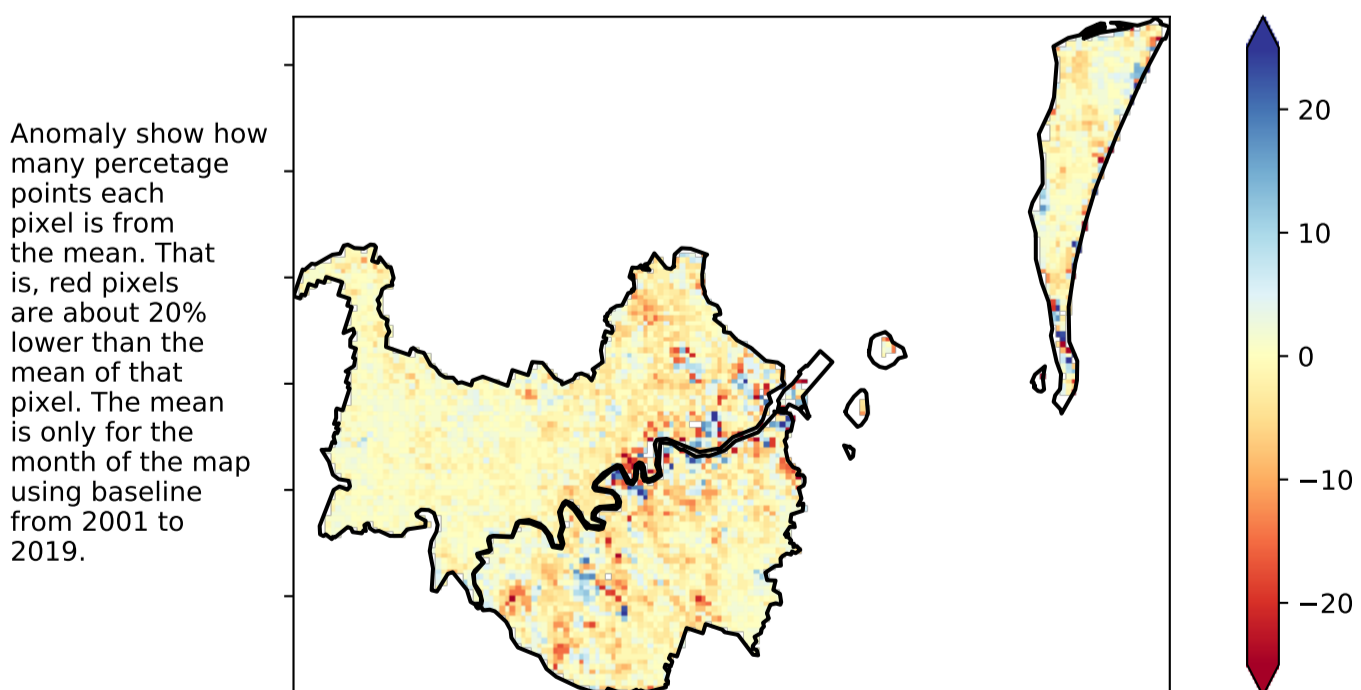 Anomaly show how
many percetage
points each
pixel is from
the mean. That
is, red pixels
are about 20%
lower than the
mean of that
pixel. The mean
is only for the
month of the map
using baseline
from 2001 to
2019.
20
10
0
−10
−20